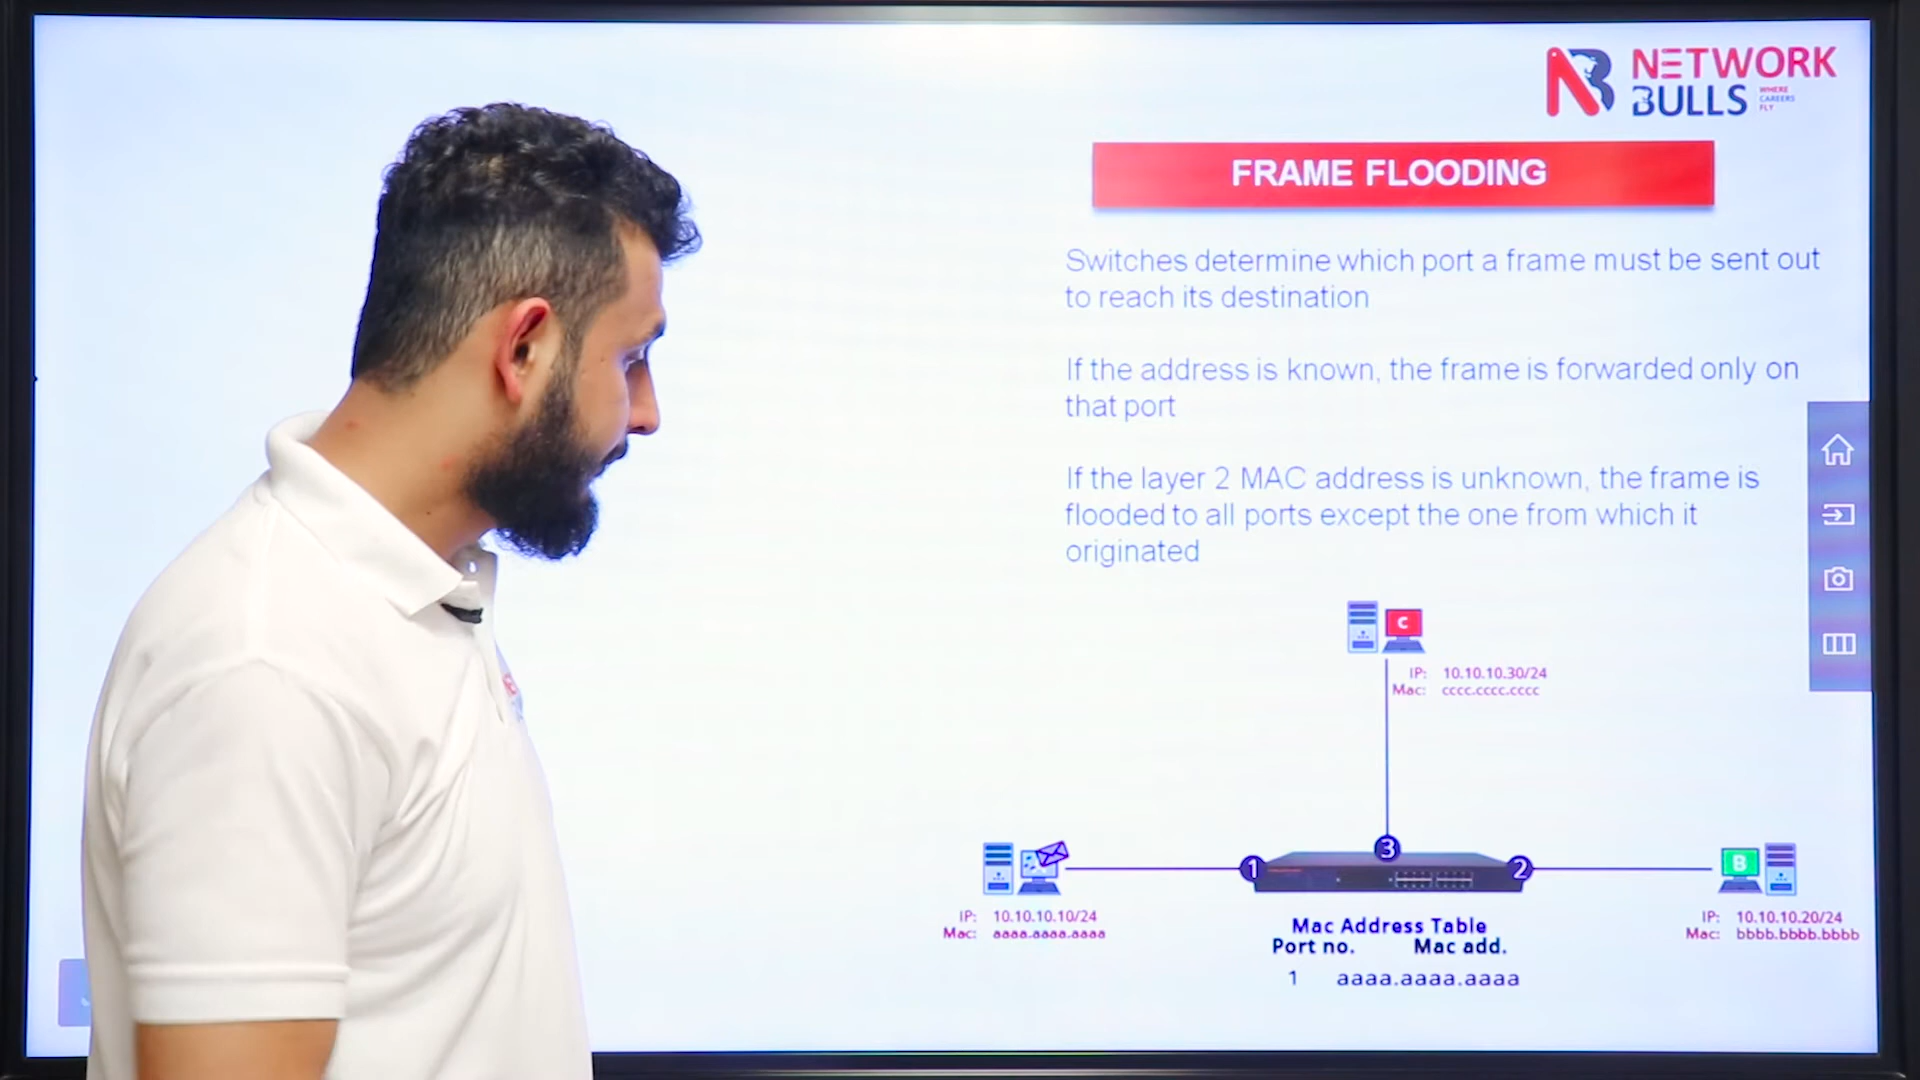 NETWORK
BULLS
WHERE
CAREERS
FLY
FRAME FLOODING
Switches determine which port a frame must be sent out
to reach its destination
If the address is known, the frame is forwarded only on
that port
If the layer 2 MAC address is unknown, the frame is
flooded to all ports except the one from which it
originated
C
IP: 10.10.10.30/24
Mac: cccc.cccc.cccc
3
1
2
B
IP: 10.10.10.10/24
Mac: aaaa.aaaa.aaaa
IP: 10.10.10.20/24
Mac: bbbb.bbbb.bbbb
Mac Address Table
Port no. Mac add.
1 aaaa.aaaa.aaaa